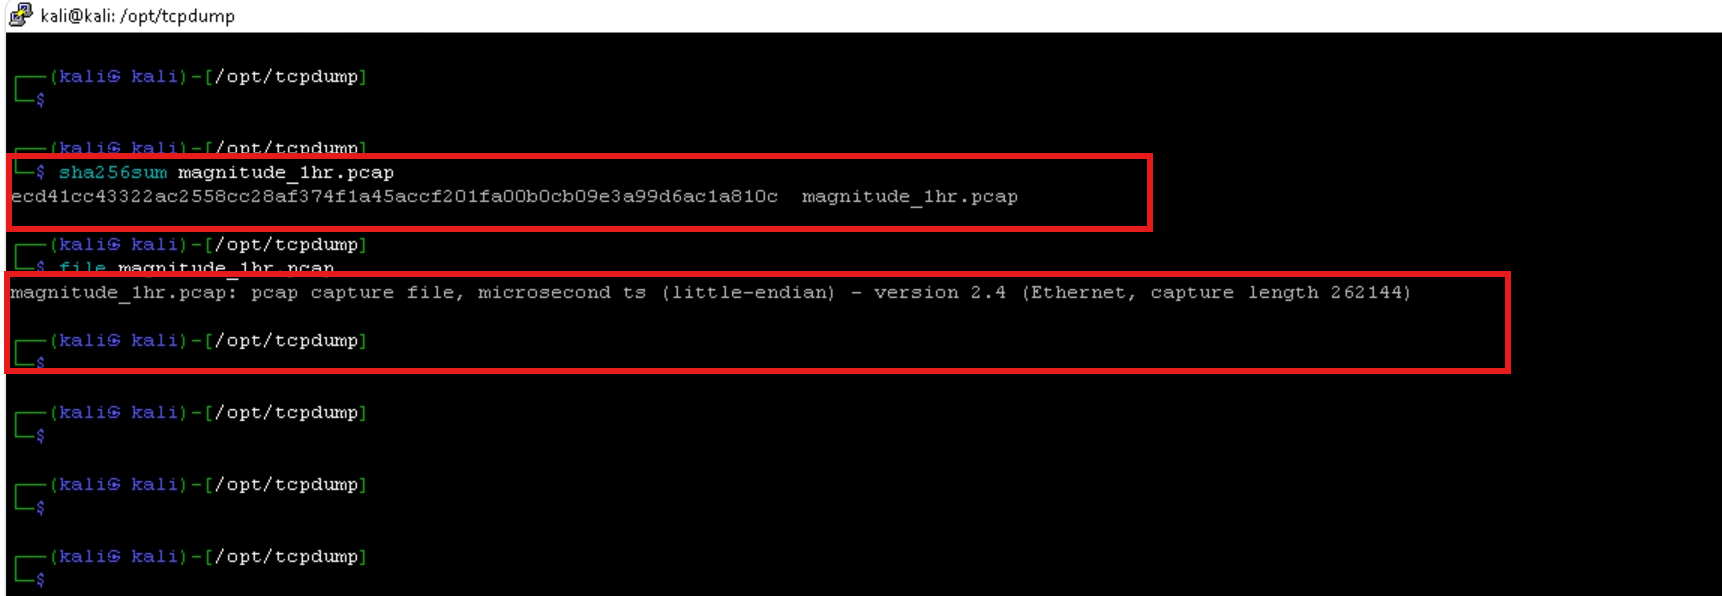 kali@kali: /opt/tcpdump
┌──(kali㉿ kali)-[/opt/tcpdump]
└─$
┌──(kali㉿ kali)-[/opt/tcpdump]
└─$ sha256sum magnitude_1hr.pcap
ecd41cc43322ac2558cc28af374f1a45accf201fa00b0cb09e3a99d6ac1a810c  magnitude_1hr.pcap
┌──(kali㉿ kali)-[/opt/tcpdump]
└─$ file magnitude_1hr.pcap
magnitude_1hr.pcap: pcap capture file, microsecond ts (little-endian) - version 2.4 (Ethernet, capture length 262144)
┌──(kali㉿ kali)-[/opt/tcpdump]
└─$
┌──(kali㉿ kali)-[/opt/tcpdump]
└─$
┌──(kali㉿ kali)-[/opt/tcpdump]
└─$
┌──(kali㉿ kali)-[/opt/tcpdump]
└─$